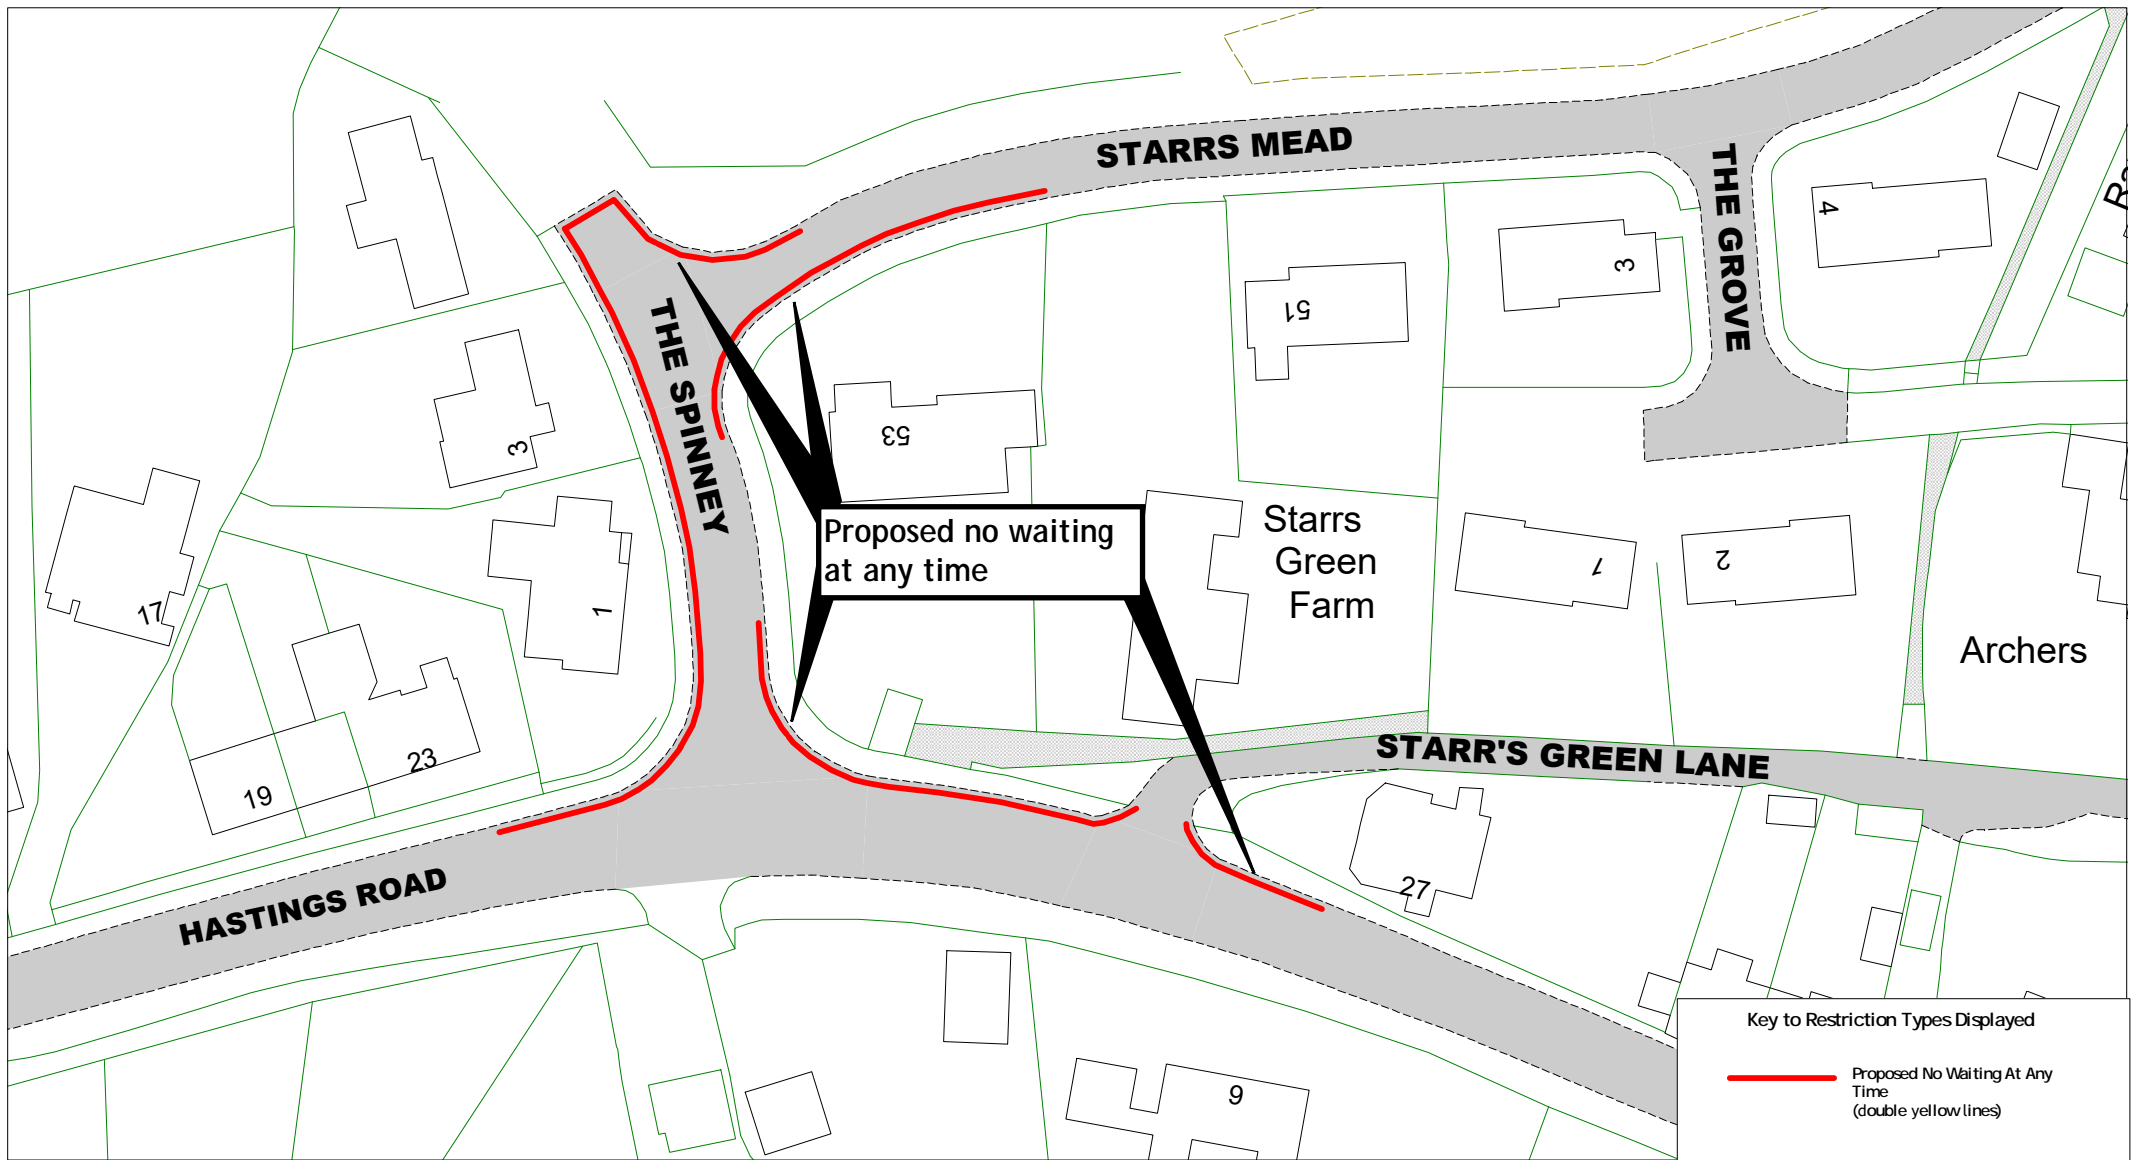 STARRS MEAD
THE GROVE
4
3
51
THE SPINNEY
53
3
Proposed no waiting
at any time
Starrs
Green
Farm
1
2
17
1
Archers
STARR'S GREEN LANE
23
19
27
HASTINGS ROAD
9
Key to Restriction Types Displayed
Proposed No Waiting At Any
Time
(double yellow lines)